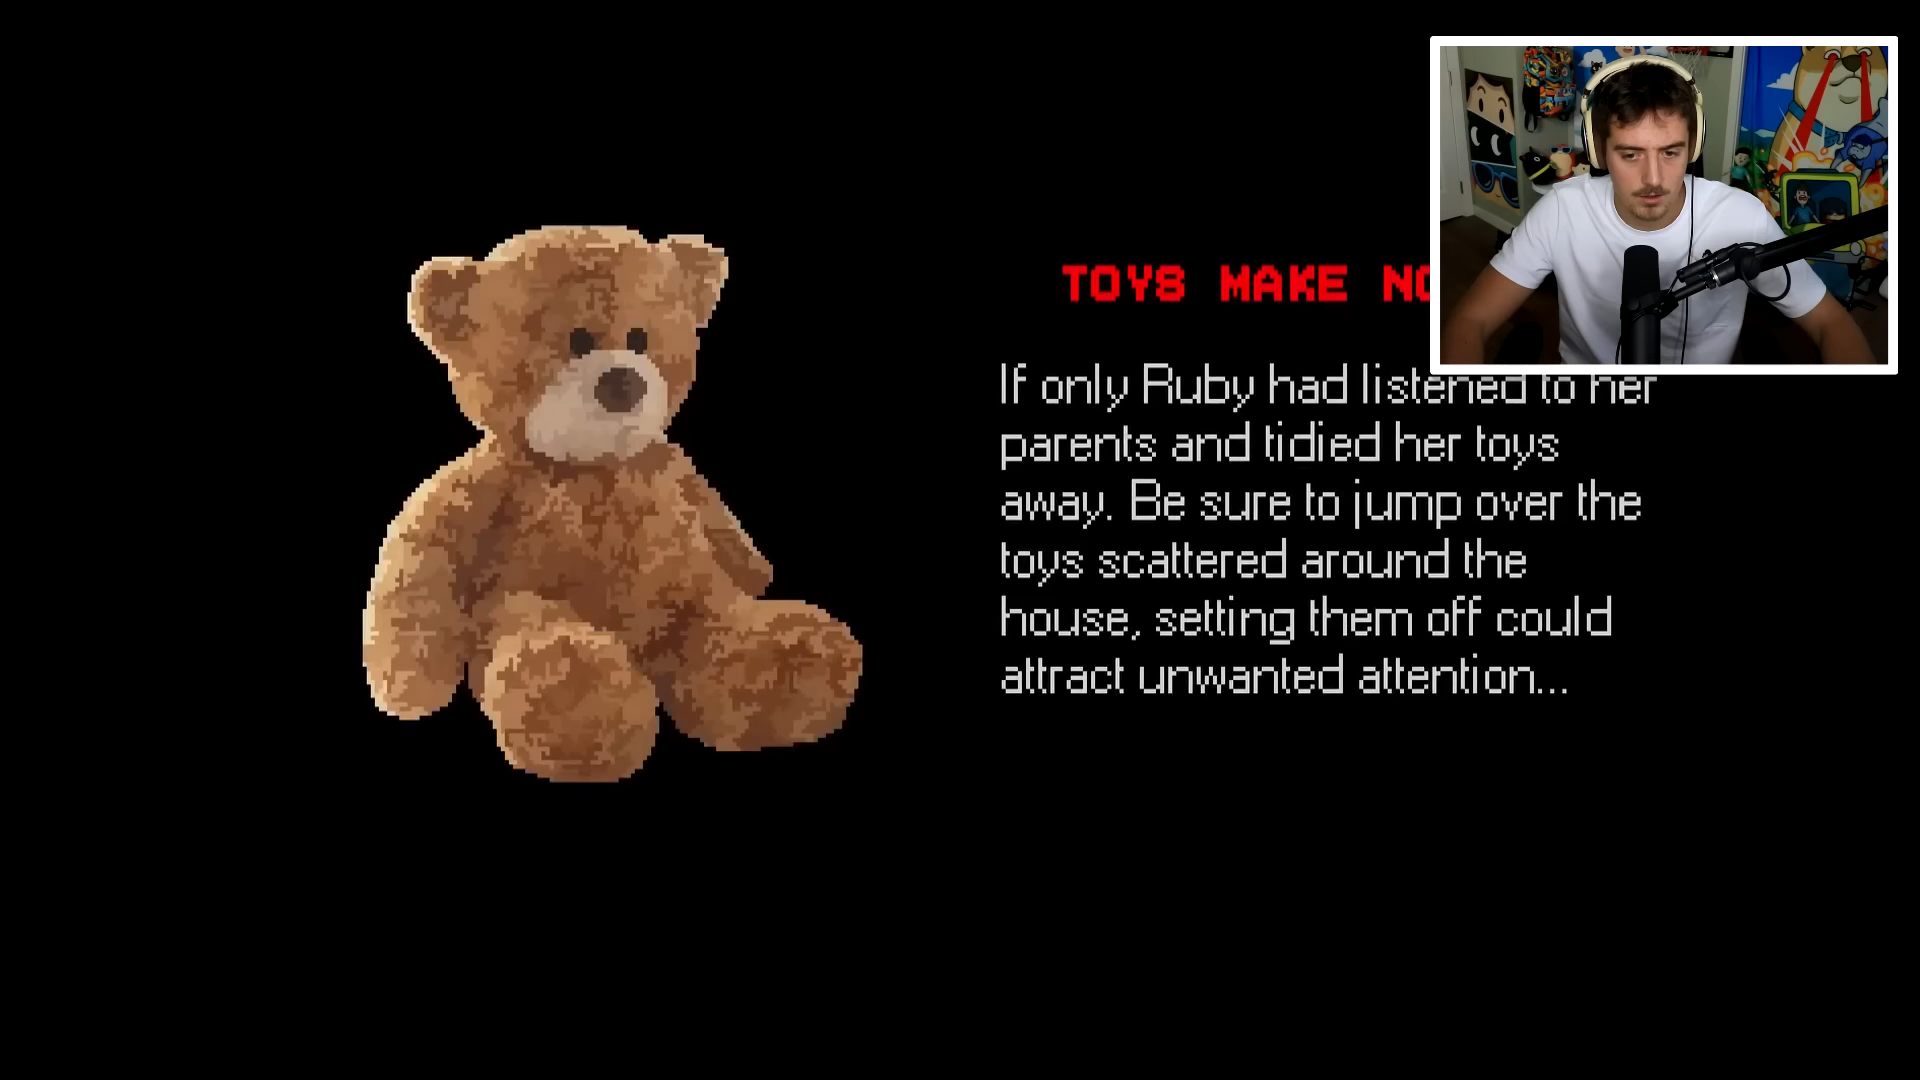 TOYS MAKE
If only Ruby had listened to her
parents and tidied her toys
away. Be sure to jump over the
toys scattered around the
house, setting them off could
attract unwanted attention...